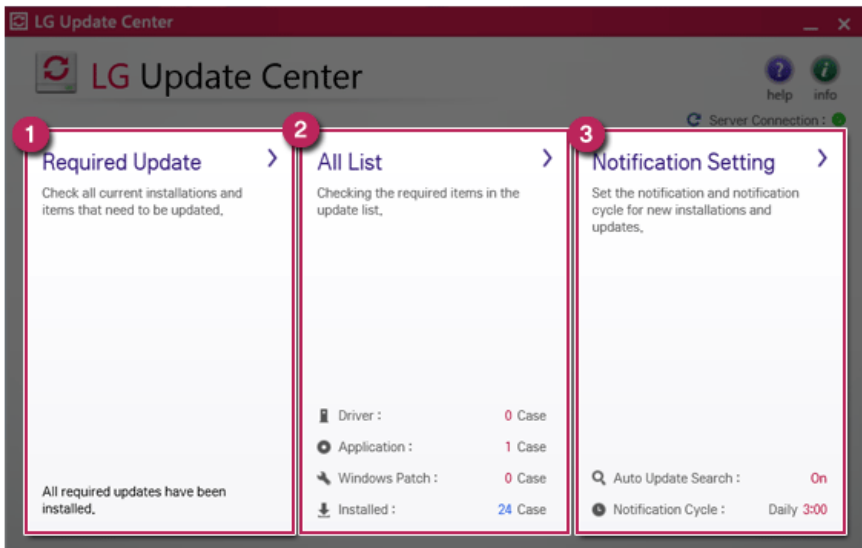 LG Update Center
LG Update Center
help info
Server Connection :
1
Required Update
Check all current installations and
items that need to be updated.
All required updates have been
installed.
2
All List
Checking the required items in the
update list.
Driver : 0 Case
Application : 1 Case
Windows Patch : 0 Case
Installed : 24 Case
3
Notification Setting
Set the notification and notification
cycle for new installations and
updates.
Auto Update Search : On
Notification Cycle : Daily 3:00